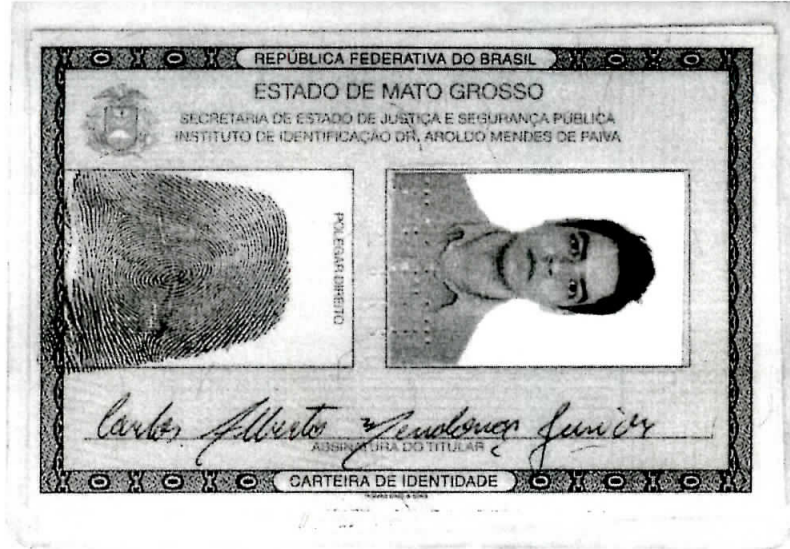 REPÚBLICA FEDERATIVA DO BRASIL
ESTADO DE MATO GROSSO
SECRETARIA DE ESTADO DE JUSTIÇA E SEGURANÇA PÚBLICA
INSTITUTO DE IDENTIFICAÇÃO DR. AROLDO MENDES DE PAIVA
POLEGAR DIREITO
Carlos Alberto Mendonça Junior
ASSINATURA DO TITULAR
CARTEIRA DE IDENTIDADE